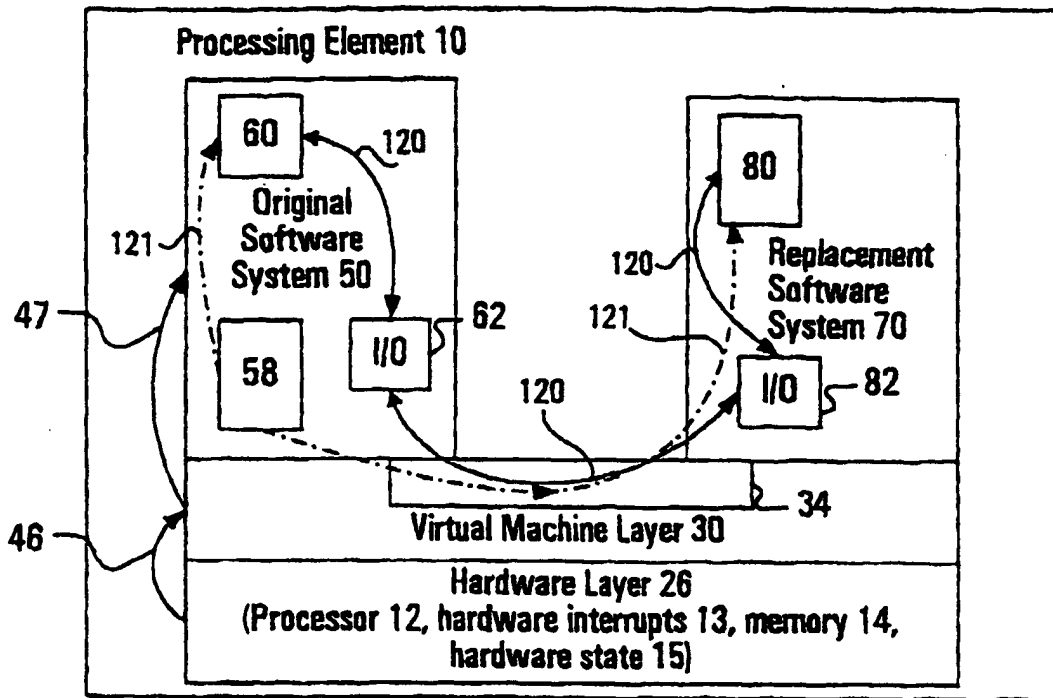 Processing Element 10
60
120
80
Original
Software
System 50
121
120
Replacement
Software
System 70
47
62
121
58
I/O
I/O
82
120
34
Virtual Machine Layer 30
46
Hardware Layer 26
(Processor 12, hardware interrupts 13, memory 14,
hardware state 15)